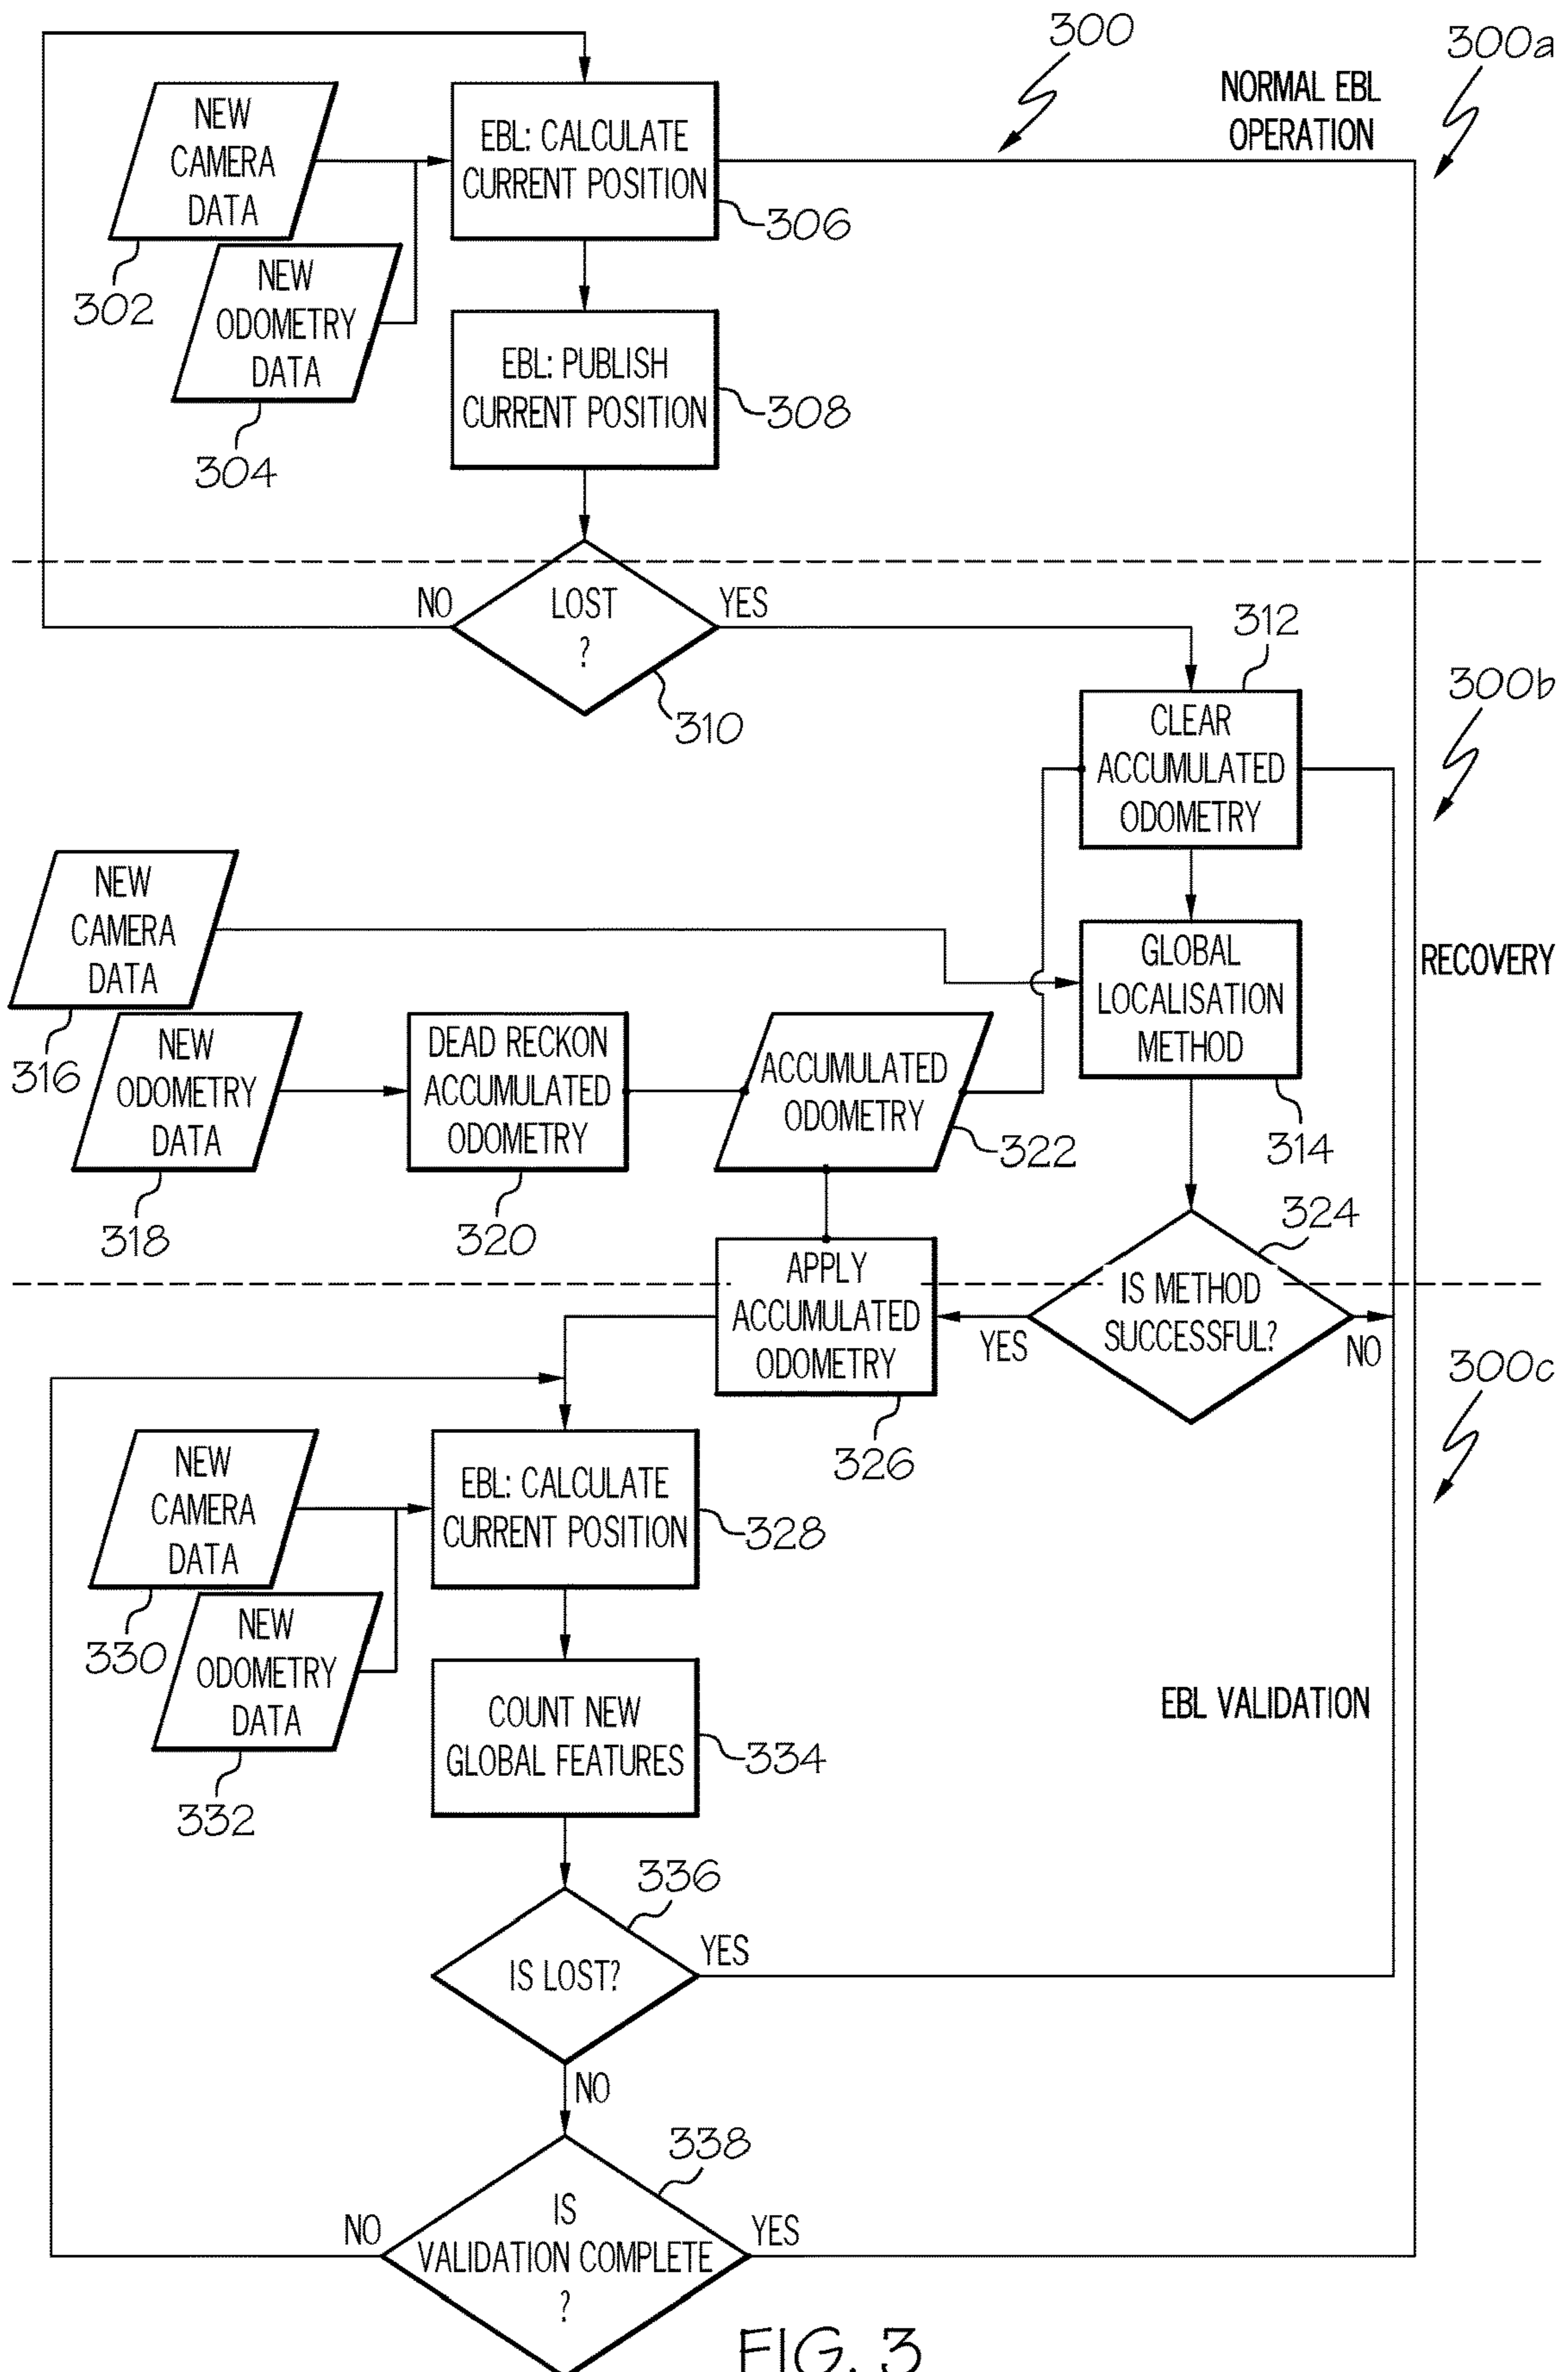 300
300a
NORMAL EBL
OPERATION
NEW
CAMERA
DATA
302
NEW
ODOMETRY
DATA
304
EBL: CALCULATE
CURRENT POSITION
306
EBL: PUBLISH
CURRENT POSITION
308
LOST
?
NO
YES
310
312
CLEAR
ACCUMULATED
ODOMETRY
300b
NEW
CAMERA
DATA
316
GLOBAL
LOCALISATION
METHOD
314
RECOVERY
NEW
ODOMETRY
DATA
318
DEAD RECKON
ACCUMULATED
ODOMETRY
320
ACCUMULATED
ODOMETRY
322
324
IS METHOD
SUCCESSFUL?
YES
NO
APPLY
ACCUMULATED
ODOMETRY
326
300c
NEW
CAMERA
DATA
330
NEW
ODOMETRY
DATA
332
EBL: CALCULATE
CURRENT POSITION
328
COUNT NEW
GLOBAL FEATURES
334
EBL VALIDATION
336
IS LOST?
YES
NO
338
IS
VALIDATION COMPLETE
?
NO
YES
FIG. 3